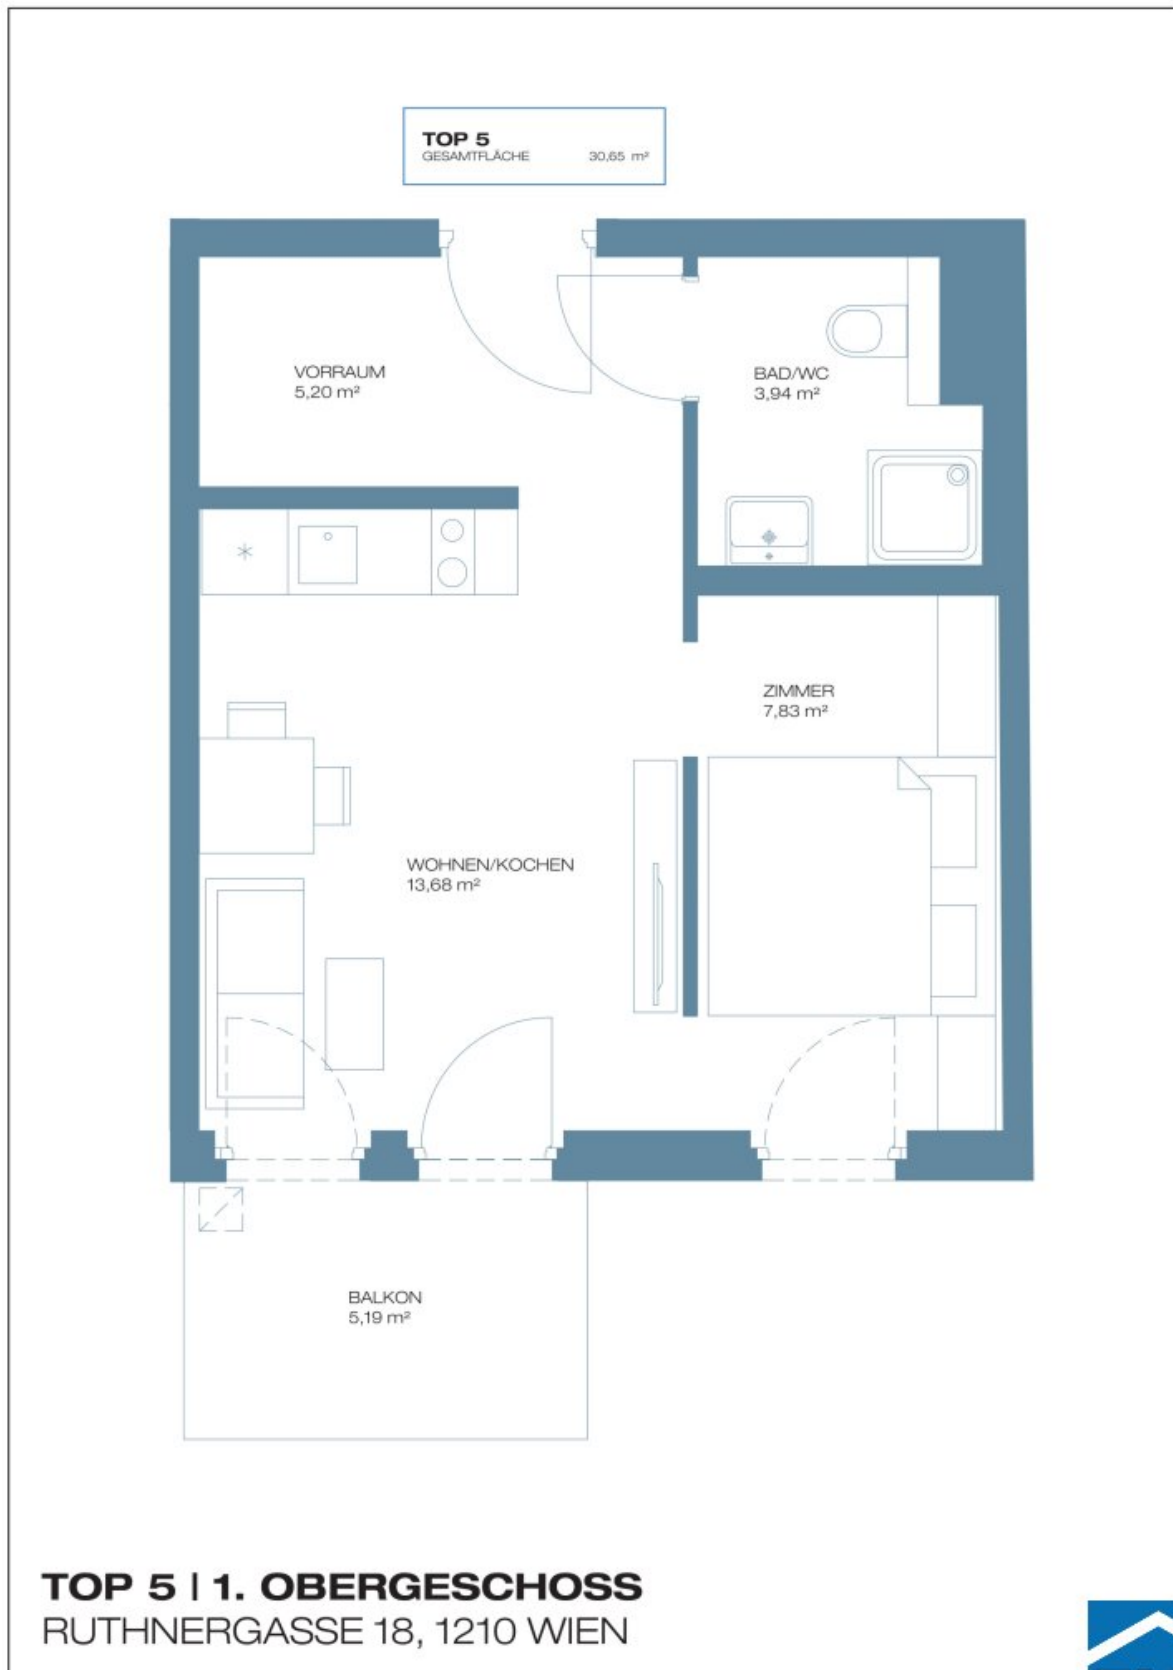 TOP 5
GESAMTFLÄCHE 30,65 m²
VORRAUM
5,20 m²
BAD/WC
3,94 m²
ZIMMER
7,83 m²
WOHNEN/KOCHEN
13,68 m²
BALKON
5,19 m²
TOP 5 | 1. OBERGESCHOSS
RUTHNERGASSE 18, 1210 WIEN